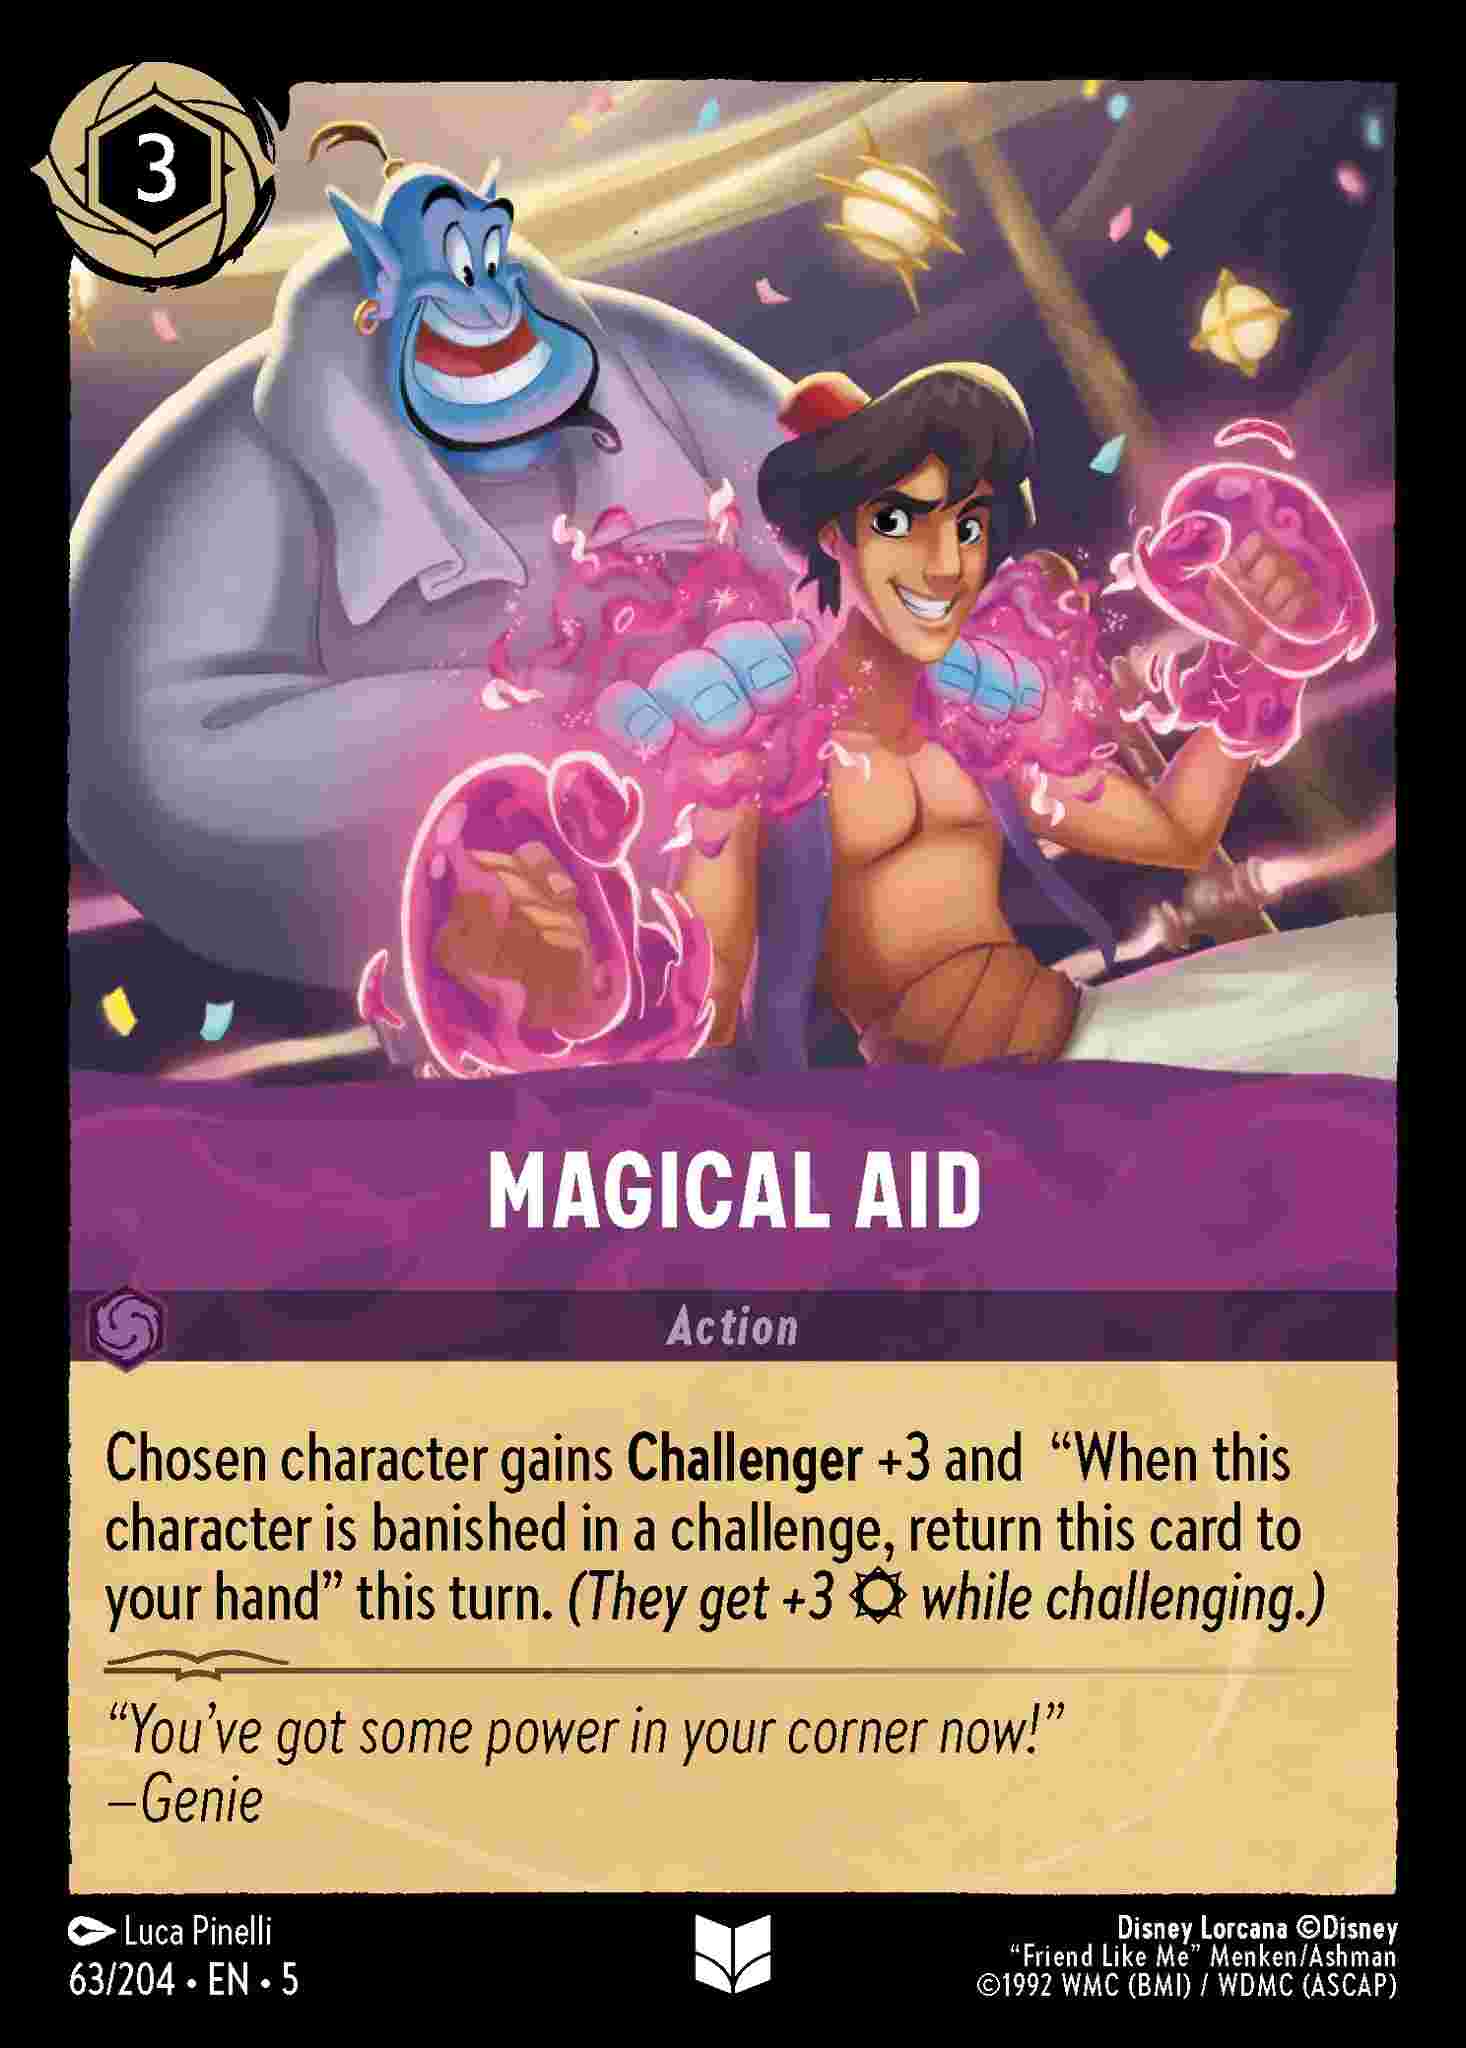 3
MAGICAL AID
Action
Chosen character gains Challenger +3 and “When this
character is banished in a challenge, return this card to
your hand” this turn. (They get +3 while challenging.)
“You’ve got some power in your corner now!”
–Genie
Luca Pinelli
63/204 • EN • 5
Disney Lorcana ©Disney
“Friend Like Me” Menken/Ashman
©1992 WMC (BMI) / WDMC (ASCAP)